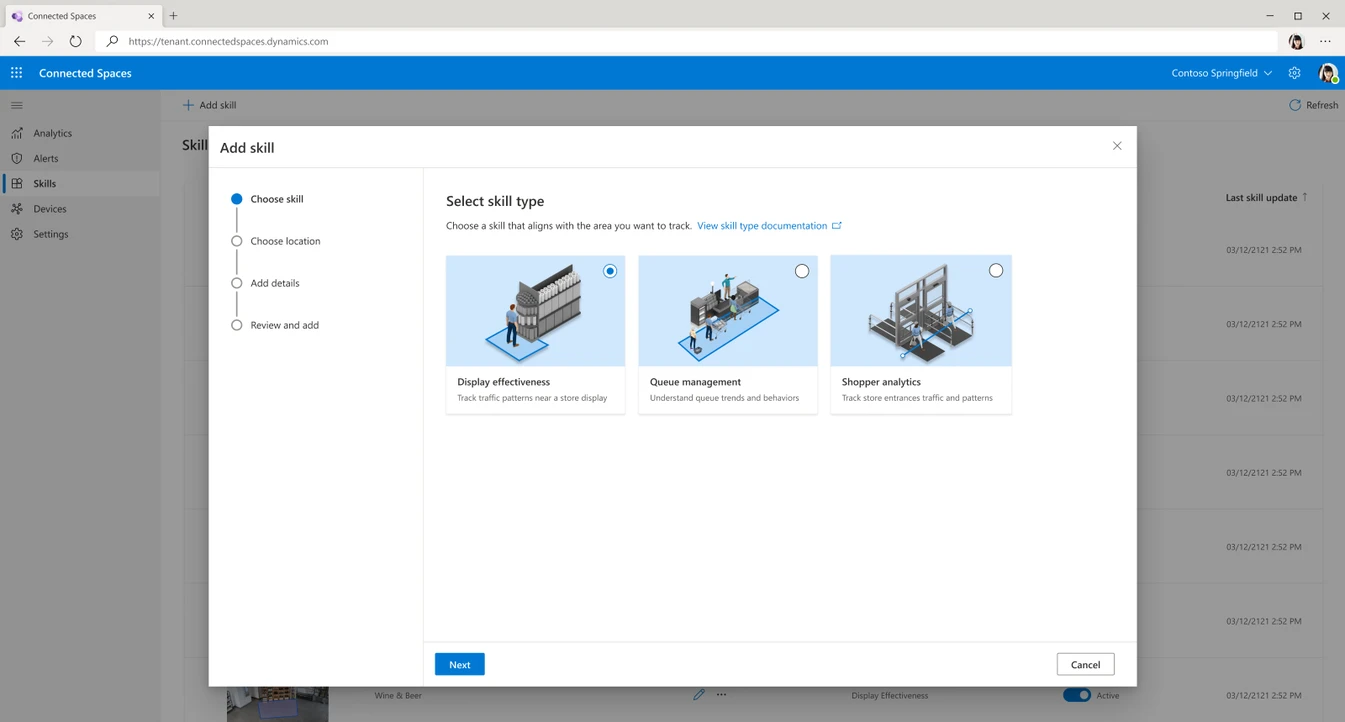 Connected Spaces
https://tenant.connectedspaces.dynamics.com
Connected Spaces
Contoso Springfield
Add skill
Refresh
Analytics
Alerts
Skills
Devices
Settings
Skill
Last skill update
03/12/2121 2:52 PM
03/12/2121 2:52 PM
03/12/2121 2:52 PM
03/12/2121 2:52 PM
03/12/2121 2:52 PM
03/12/2121 2:52 PM
Add skill
Choose skill
Choose location
Add details
Review and add
Select skill type
Choose a skill that aligns with the area you want to track. View skill type documentation
Display effectiveness
Track traffic patterns near a store display
Queue management
Understand queue trends and behaviors
Shopper analytics
Track store entrances traffic and patterns
Next
Cancel
Wine & Beer
Display Effectiveness
Active
03/12/2121 2:52 PM